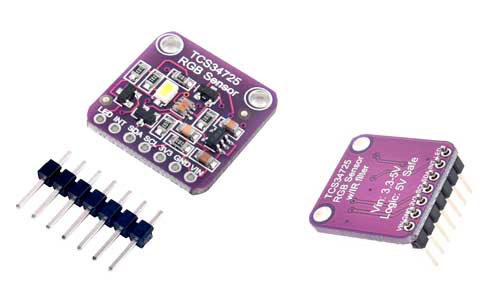 TCS34725
RGB Sensor
LED INT SDA SCL 3V3 GND VIN
TCS34725
RGB Sensor
w/IR filter
Vin: 3.3-5V
Logic: 5V Safe